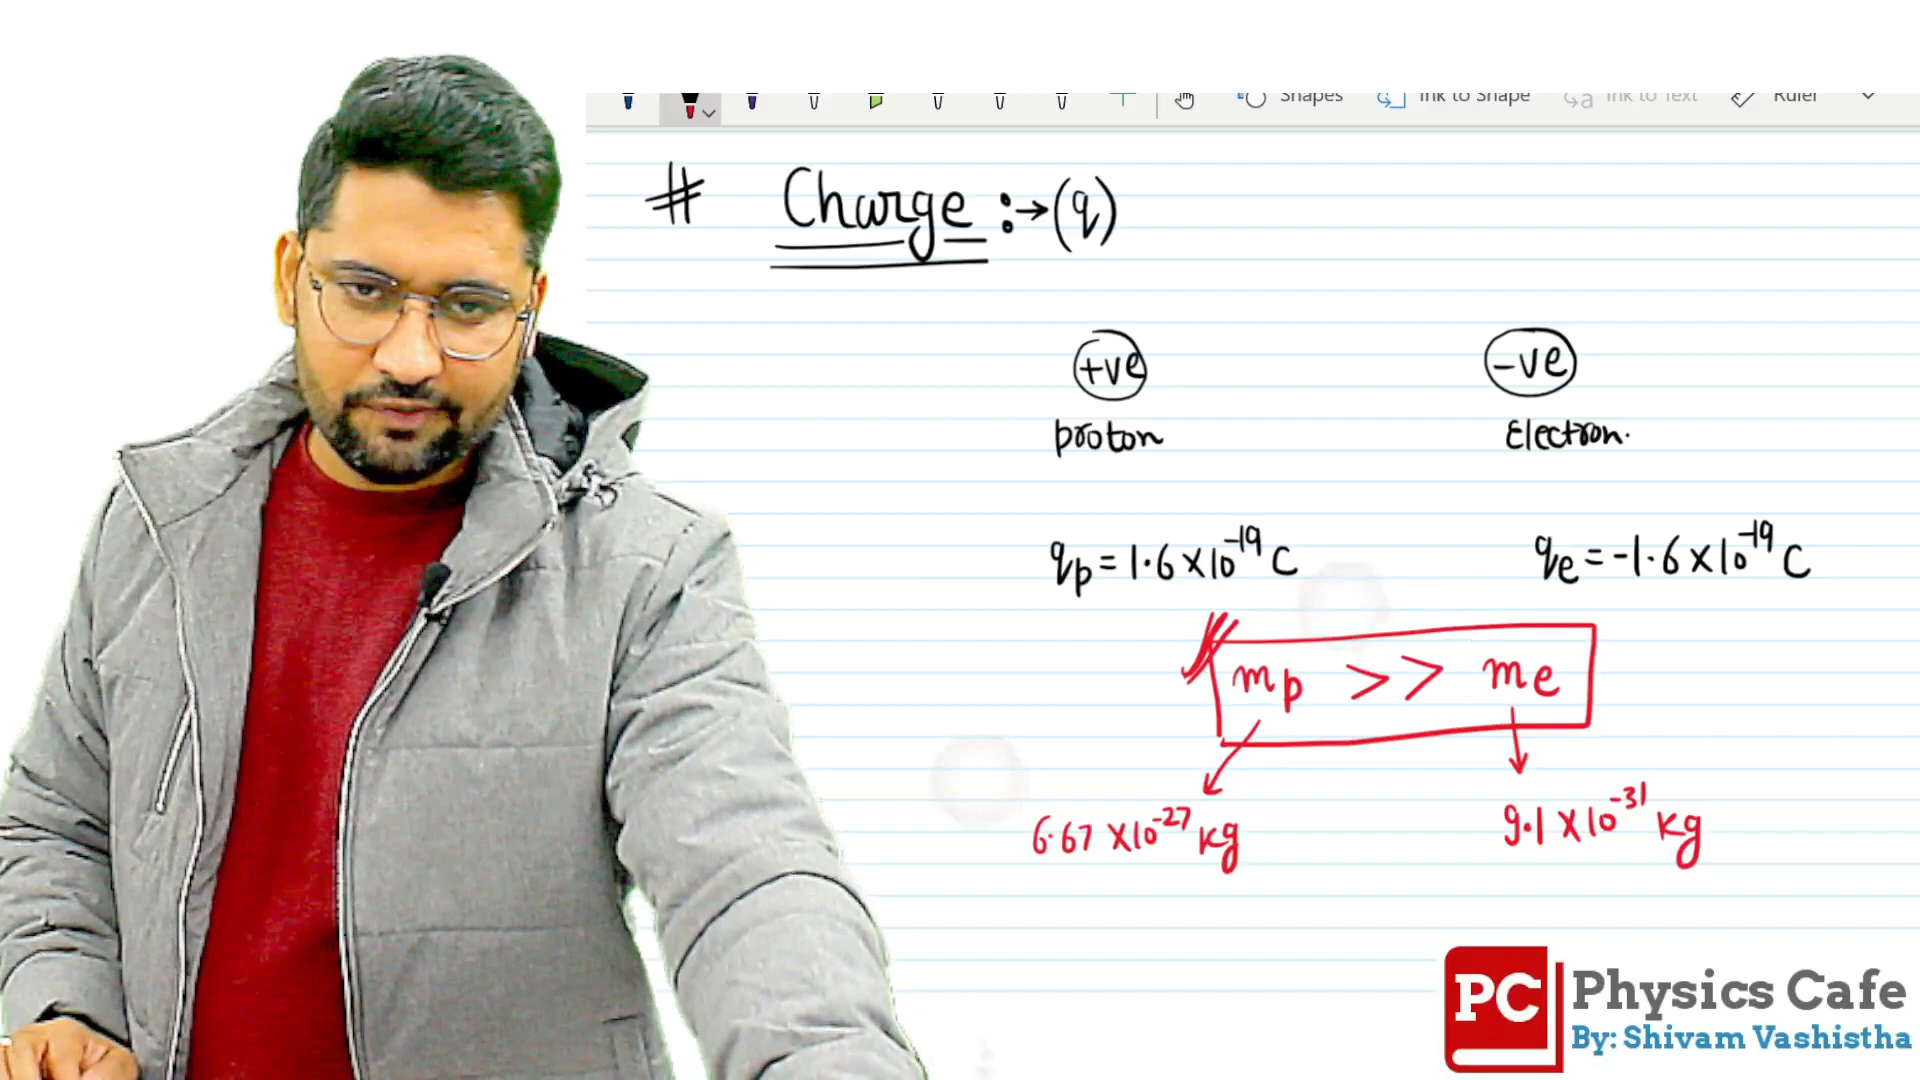 Shapes Ink to Shape Ink to Text Ruler
# Charge :→ (q)
+ve -ve
proton Electron.
qp = 1.6 × 10⁻¹⁹ C qe = -1.6 × 10⁻¹⁹ C
mp >> me
6.67 × 10⁻²⁷ kg 9.1 × 10⁻³¹ kg
PC Physics Cafe
By: Shivam Vashistha